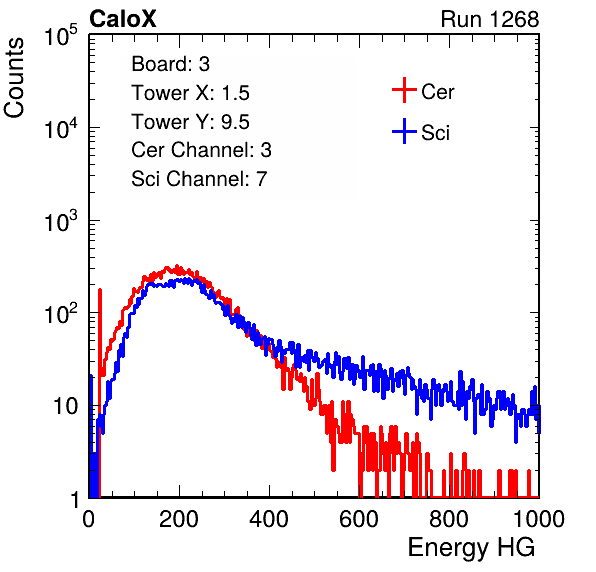 CaloX Run 1268
Counts
10^5
10^4
10^3
10^2
10
1
Board: 3
Tower X: 1.5
Tower Y: 9.5
Cer Channel: 3
Sci Channel: 7
Cer
Sci
0 200 400 600 800 1000
Energy HG